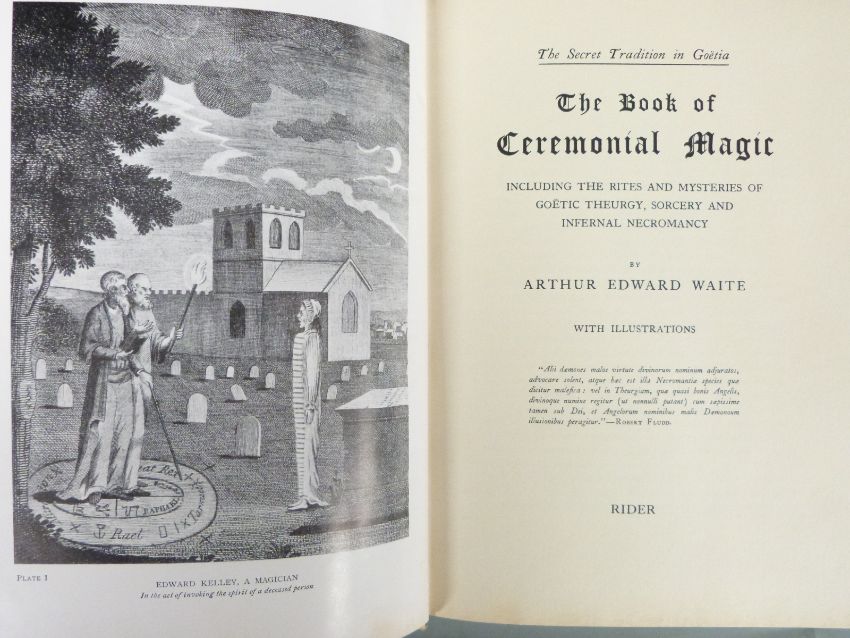 Rael
RAPHAEL
PLATE I
EDWARD KELLEY, A MAGICIAN
In the act of invoking the spirit of a deceased person
The Secret Tradition in Goëtia
The Book of
Ceremonial Magic
INCLUDING THE RITES AND MYSTERIES OF
GOËTIC THEURGY, SORCERY AND
INFERNAL NECROMANCY
BY
ARTHUR EDWARD WAITE
WITH ILLUSTRATIONS
"Alii dæmones malos virtute divinorum nominum adjuratos,
advocare solent, atque hæc est illa Necromantiæ species quæ
dicitur malefica: vel in Theurgiam, quæ quasi bonis Angelis,
divinoque numine regitur (ut nonnulli putant) cum sæpissime
tamen sub Dei, et Angelorum nominibus malis Dæmonum
illusionibus peragitur."—ROBERT FLUDD.
RIDER